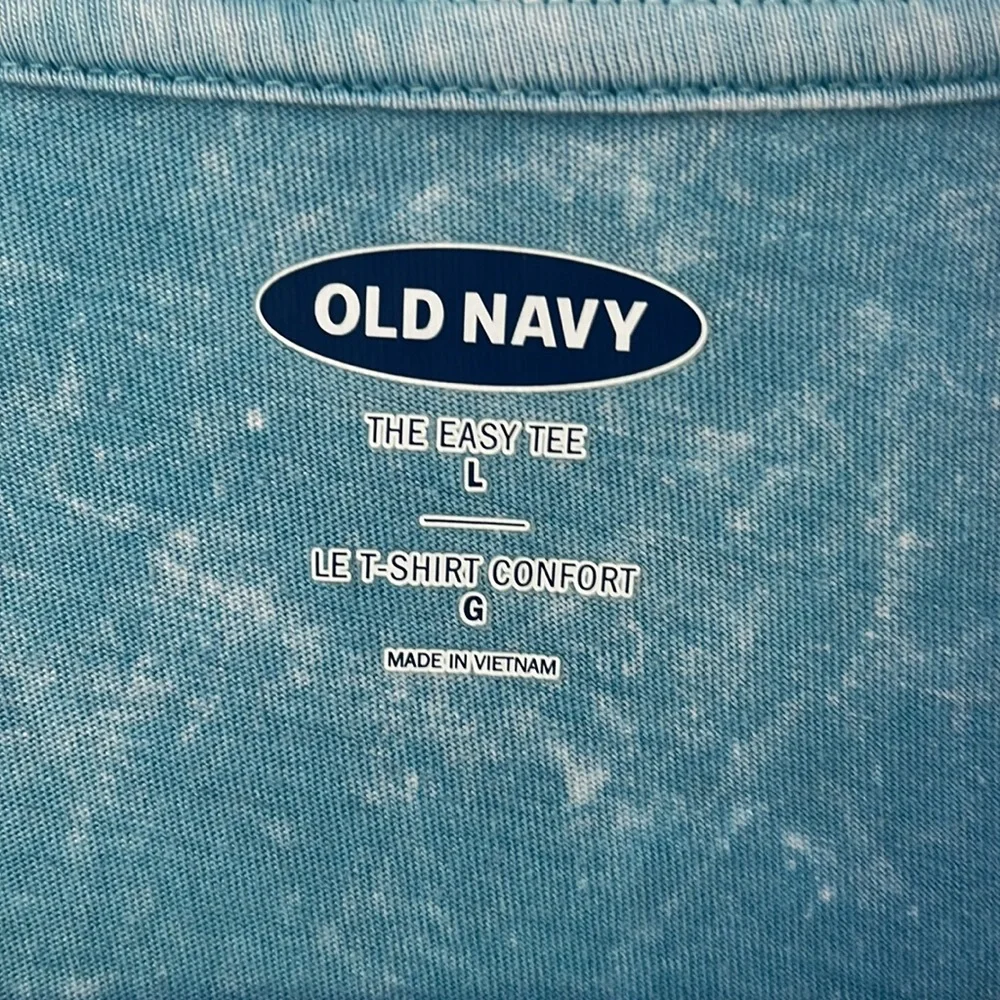 OLD NAVY
THE EASY TEE
L
LE T-SHIRT CONFORT
G
MADE IN VIETNAM